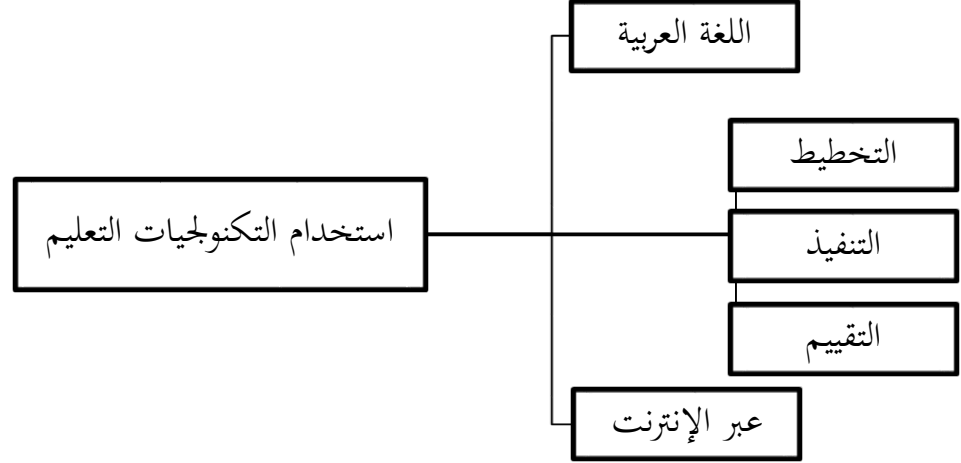 اللغة العربية
التخطيط
استخدام التكنولجيات التعليم
التنفيذ
التقييم
عبر الإنترنت